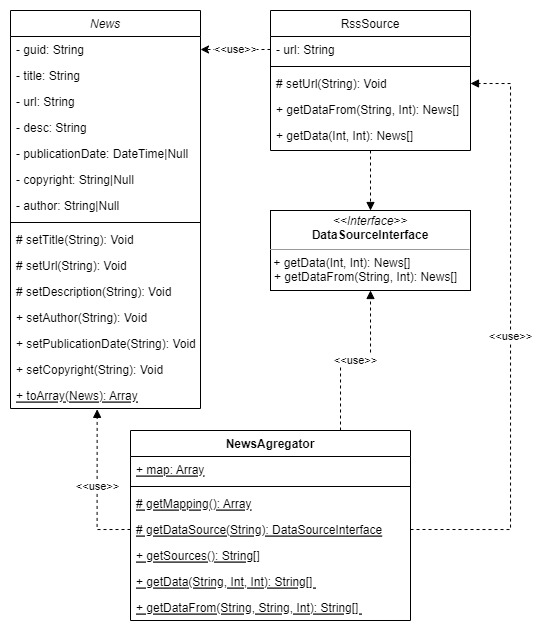 News
- guid: String
- title: String
- url: String
- desc: String
- publicationDate: DateTime|Null
- copyright: String|Null
- author: String|Null
# setTitle(String): Void
# setUrl(String): Void
# setDescription(String): Void
+ setAuthor(String): Void
+ setPublicationDate(String): Void
+ setCopyright(String): Void
+ toArray(News): Array
<<use>>
RssSource
- url: String
# setUrl(String): Void
+ getDataFrom(String, Int): News[]
+ getData(Int, Int): News[]
<<Interface>>
DataSourceInterface
+ getData(Int, Int): News[]
+ getDataFrom(String, Int): News[]
<<use>>
<<use>>
<<use>>
NewsAgregator
+ map: Array
# getMapping(): Array
# getDataSource(String): DataSourceInterface
+ getSources(): String[]
+ getData(String, Int, Int): String[]
+ getDataFrom(String, String, Int): String[]